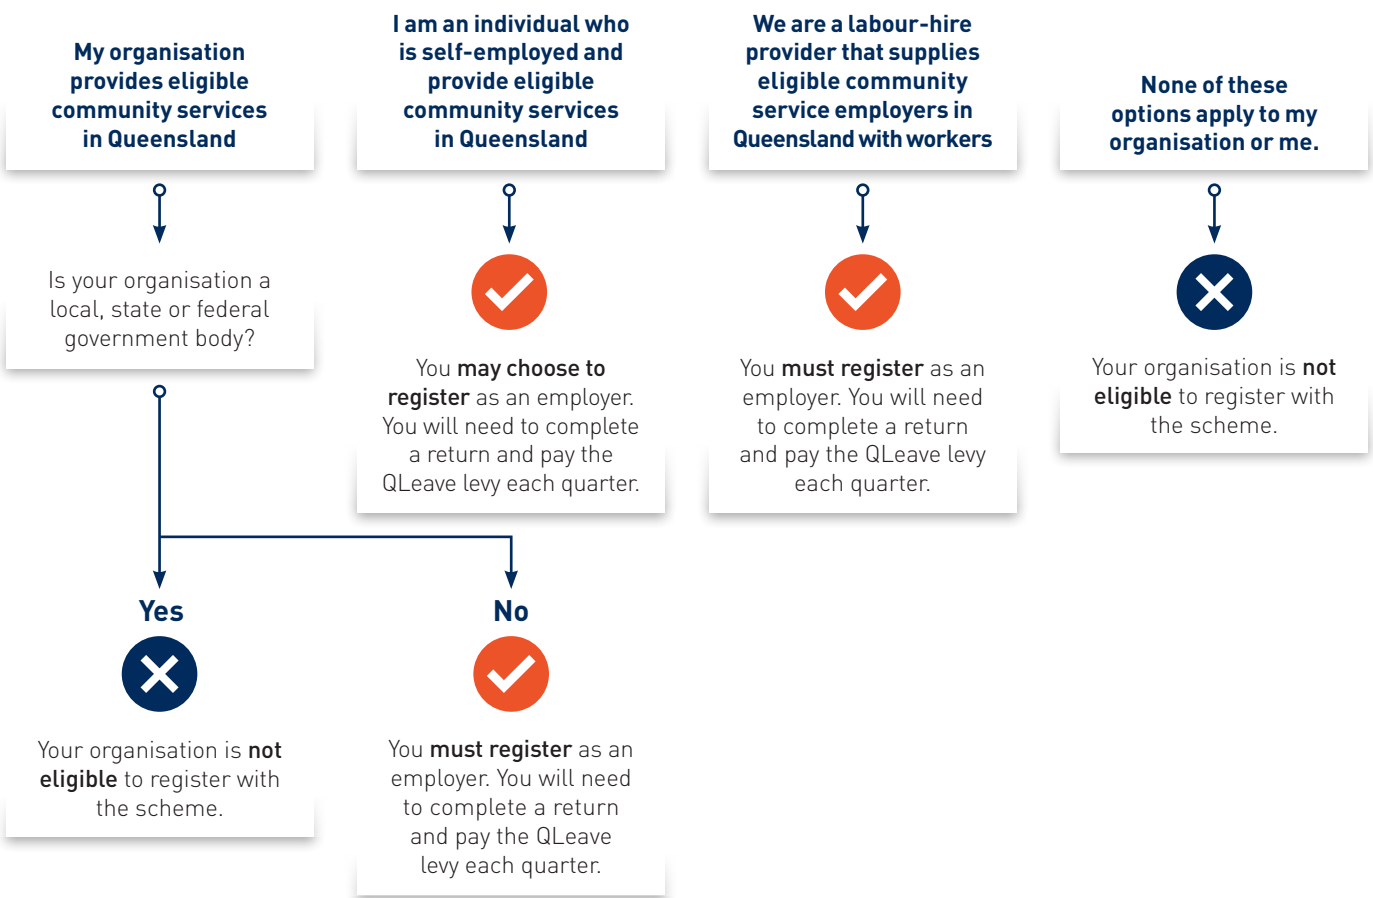 My organisation
provides eligible
community services
in Queensland
Is your organisation a
local, state or federal
government body?
Yes
Your organisation is not
eligible to register with
the scheme.
No
You must register as an
employer. You will need
to complete a return
and pay the QLeave
levy each quarter.
I am an individual who
is self-employed and
provide eligible
community services
in Queensland
You may choose to
register as an employer.
You will need to complete
a return and pay the
QLeave levy each quarter.
We are a labour-hire
provider that supplies
eligible community
service employers in
Queensland with workers
You must register as an
employer. You will need
to complete a return
and pay the QLeave levy
each quarter.
None of these
options apply to my
organisation or me.
Your organisation is not
eligible to register with
the scheme.